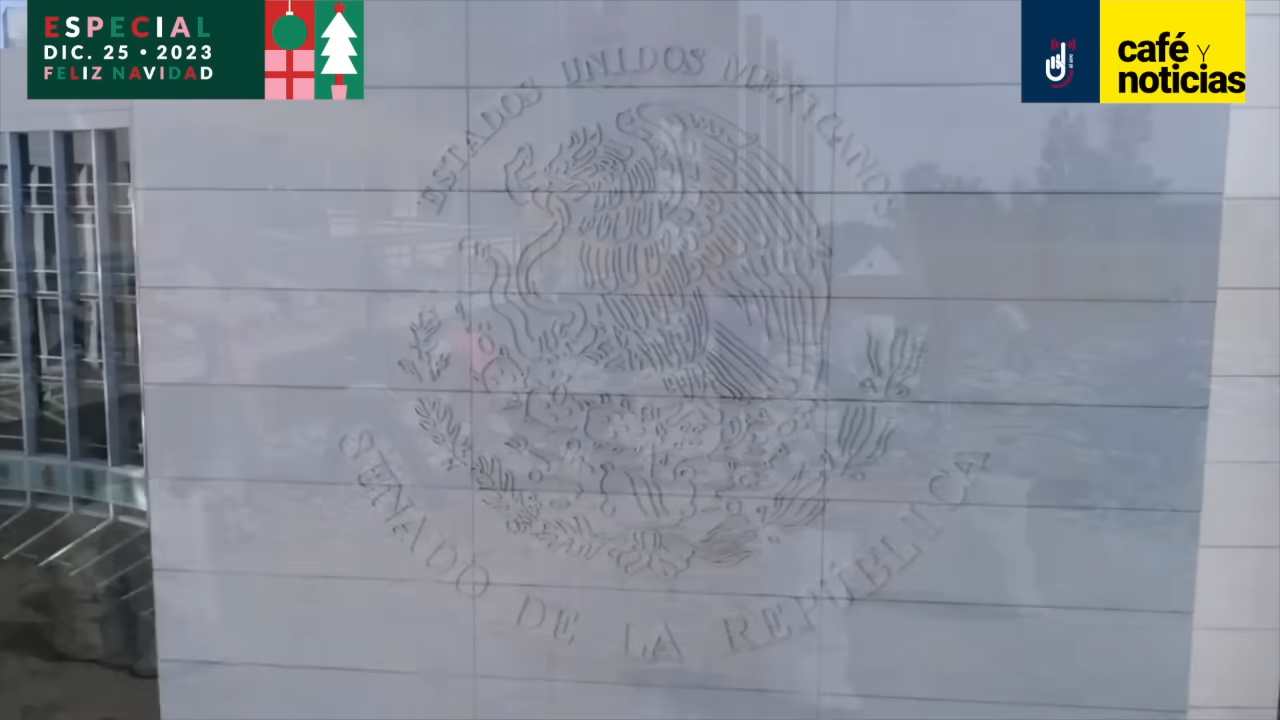 ESPECIAL
DIC. 25 • 2023
FELIZ NAVIDAD
café Y
noticias
ESTADOS UNIDOS MEXICANOS
SENADO DE LA REPÚBLICA